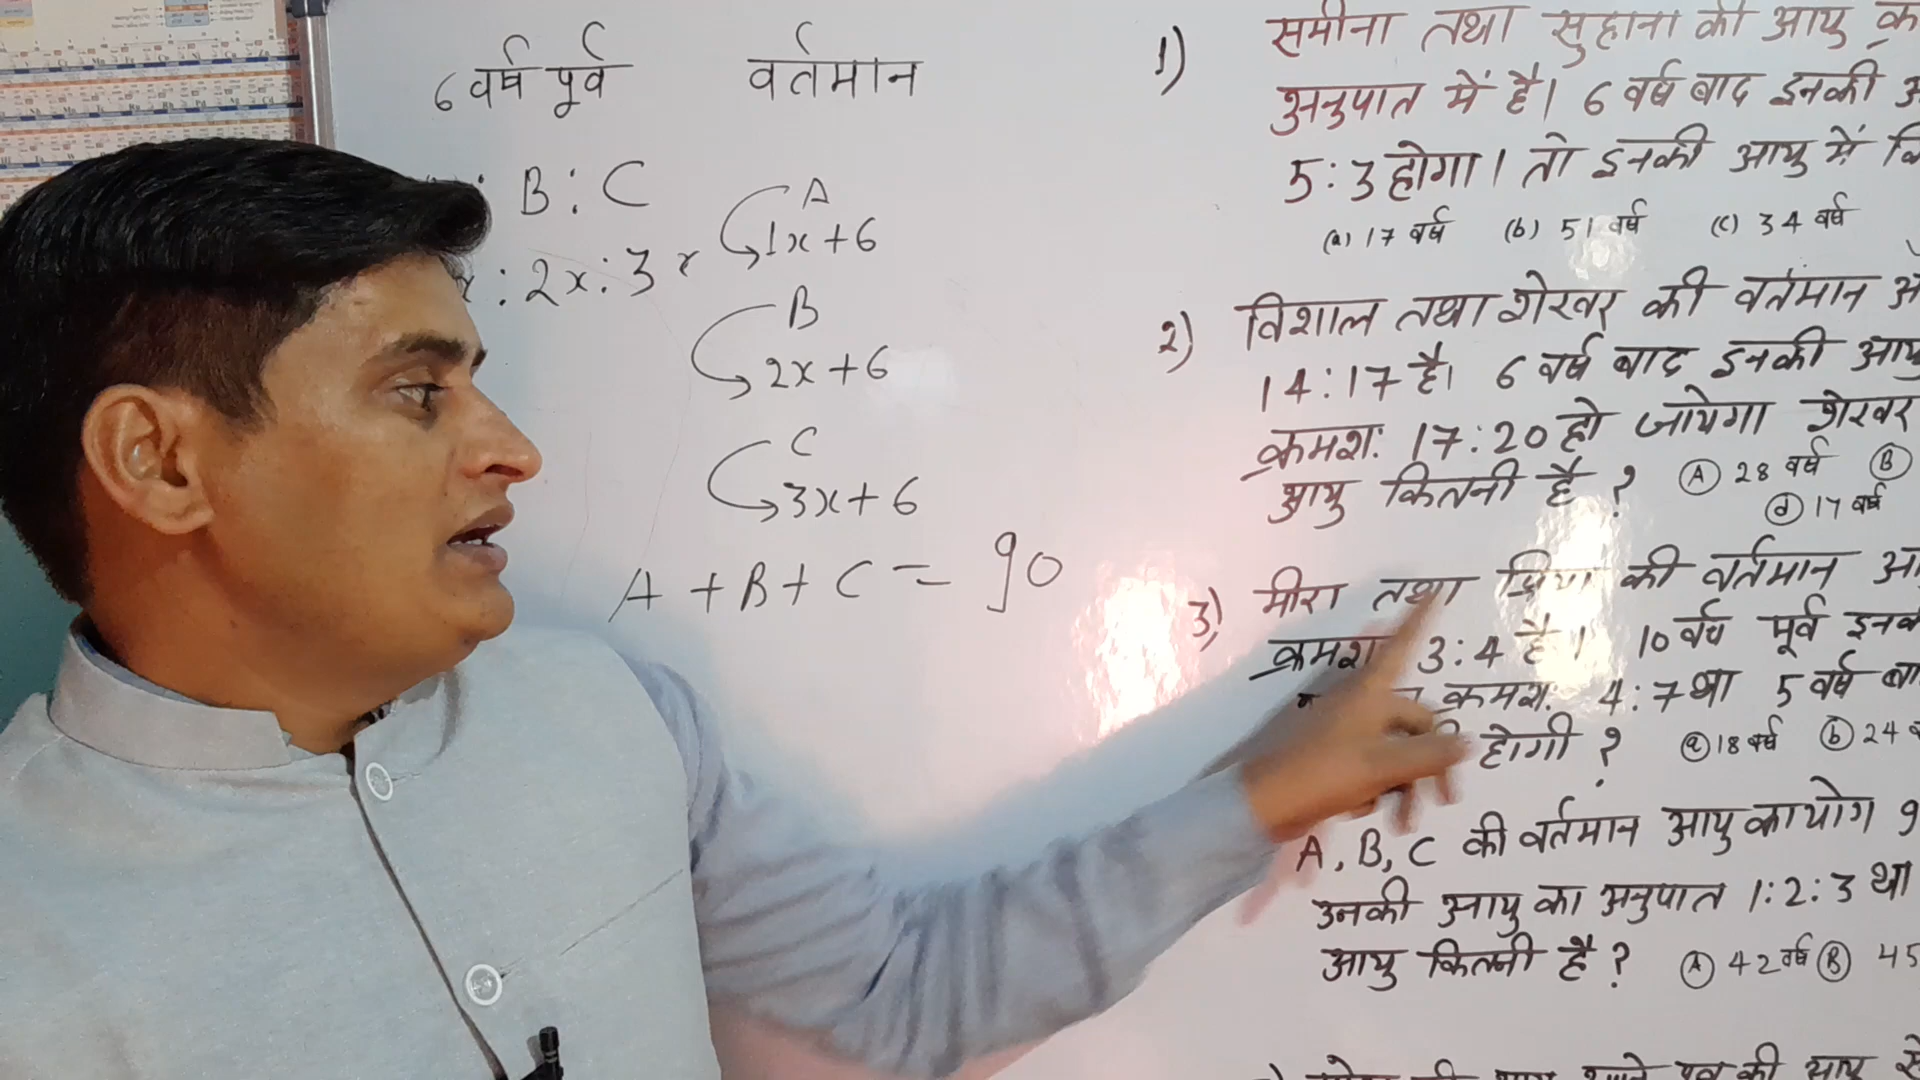 6 वर्ष पूर्व
वर्तमान
: B : C
x : 2x : 3x
A
1x + 6
B
2x + 6
C
3x + 6
A + B + C = 90
1) समीना तथा सुहाना की आयु
अनुपात में है। 6 वर्ष बाद इनकी
5 : 3 होगा। तो इनकी आयु में
(a) 17 वर्ष (b) 51 वर्ष (c) 34 वर्ष
2) विशाल तथा शेखर की वर्तमान
14 : 17 है। 6 वर्ष बाद इनकी आयु
क्रमश: 17 : 20 हो जायेगा शेखर
आयु कितनी है ? (A) 28 वर्ष (B)
(d) 17 वर्ष
3) मीरा तथा की वर्तमान
क्रमश 3 : 4 है। 10 वर्ष पूर्व
क्रमश: 4 : 7 था 5 वर्ष
होगी ? (a) 18 वर्ष (b) 24
A, B, C की वर्तमान आयु का योग 9
उनकी आयु का अनुपात 1 : 2 : 3 था
आयु कितनी है ? (A) 42 वर्ष (B) 45